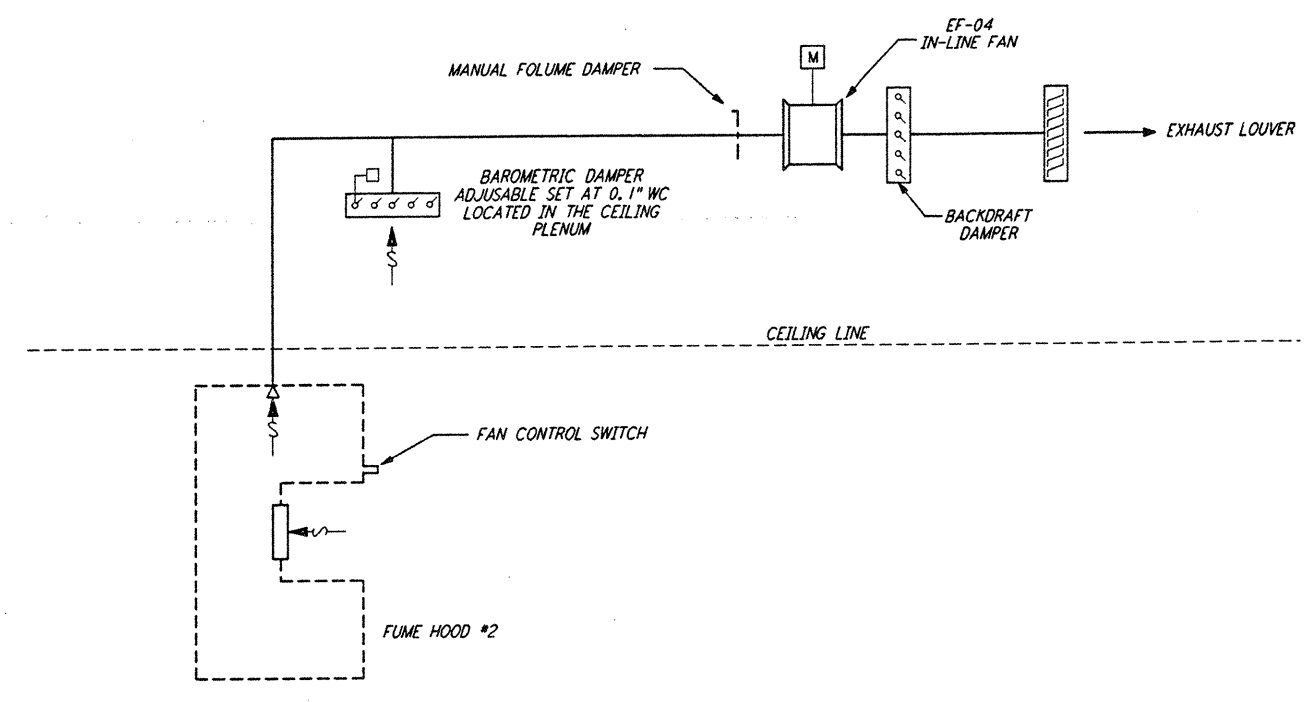 EF-04
IN-LINE FAN
M
MANUAL FOLUME DAMPER
EXHAUST LOUVER
BAROMETRIC DAMPER
ADJUSABLE SET AT 0.1" WC
LOCATED IN THE CEILING
PLENUM
BACKDRAFT
DAMPER
S
CEILING LINE
S
FAN CONTROL SWITCH
S
FUME HOOD #2